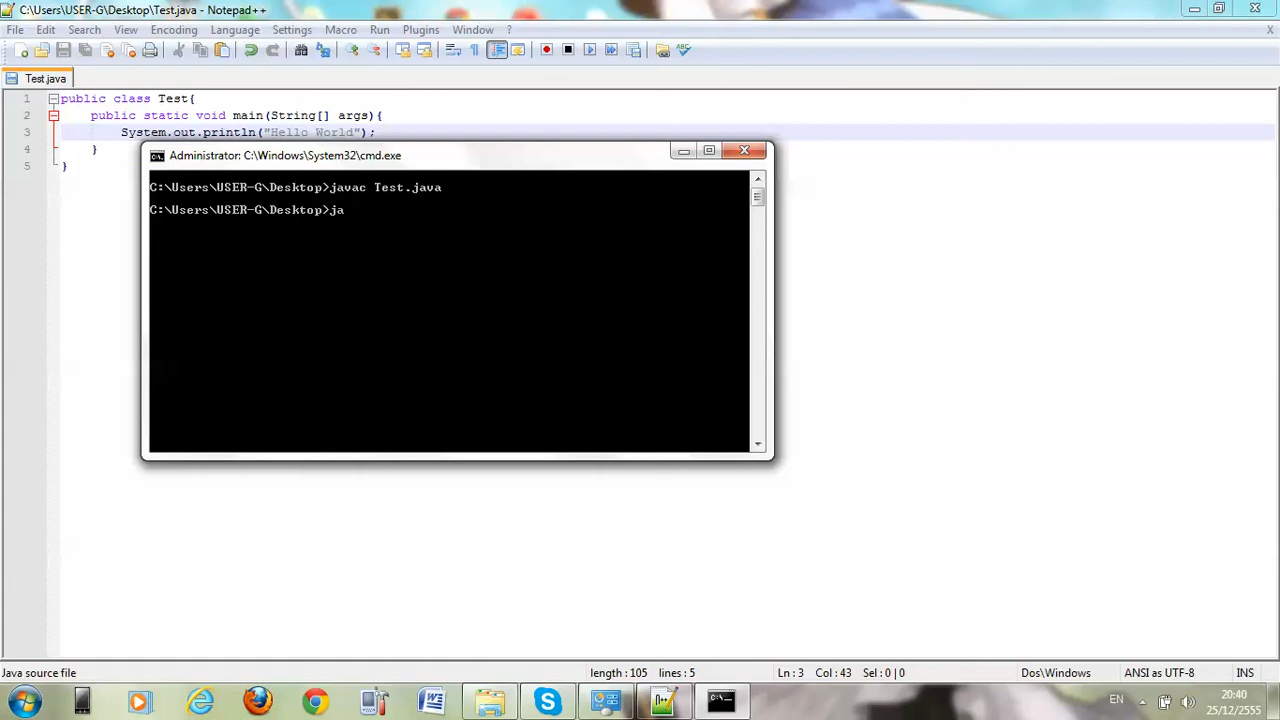 C:\Users\USER-G\Desktop\Test.java - Notepad++
File Edit Search View Encoding Language Settings Macro Run Plugins Window ? X
Test.java
1 public class Test{
2 public static void main(String[] args){
3 System.out.println("Hello World");
4 }
5 }
Administrator: C:\Windows\System32\cmd.exe
C:\Users\USER-G\Desktop>javac Test.java
C:\Users\USER-G\Desktop>ja
Java source file length : 105 lines : 5 Ln : 3 Col : 43 Sel : 0 | 0 Dos\Windows ANSI as UTF-8 INS
EN 20:40
25/12/2555